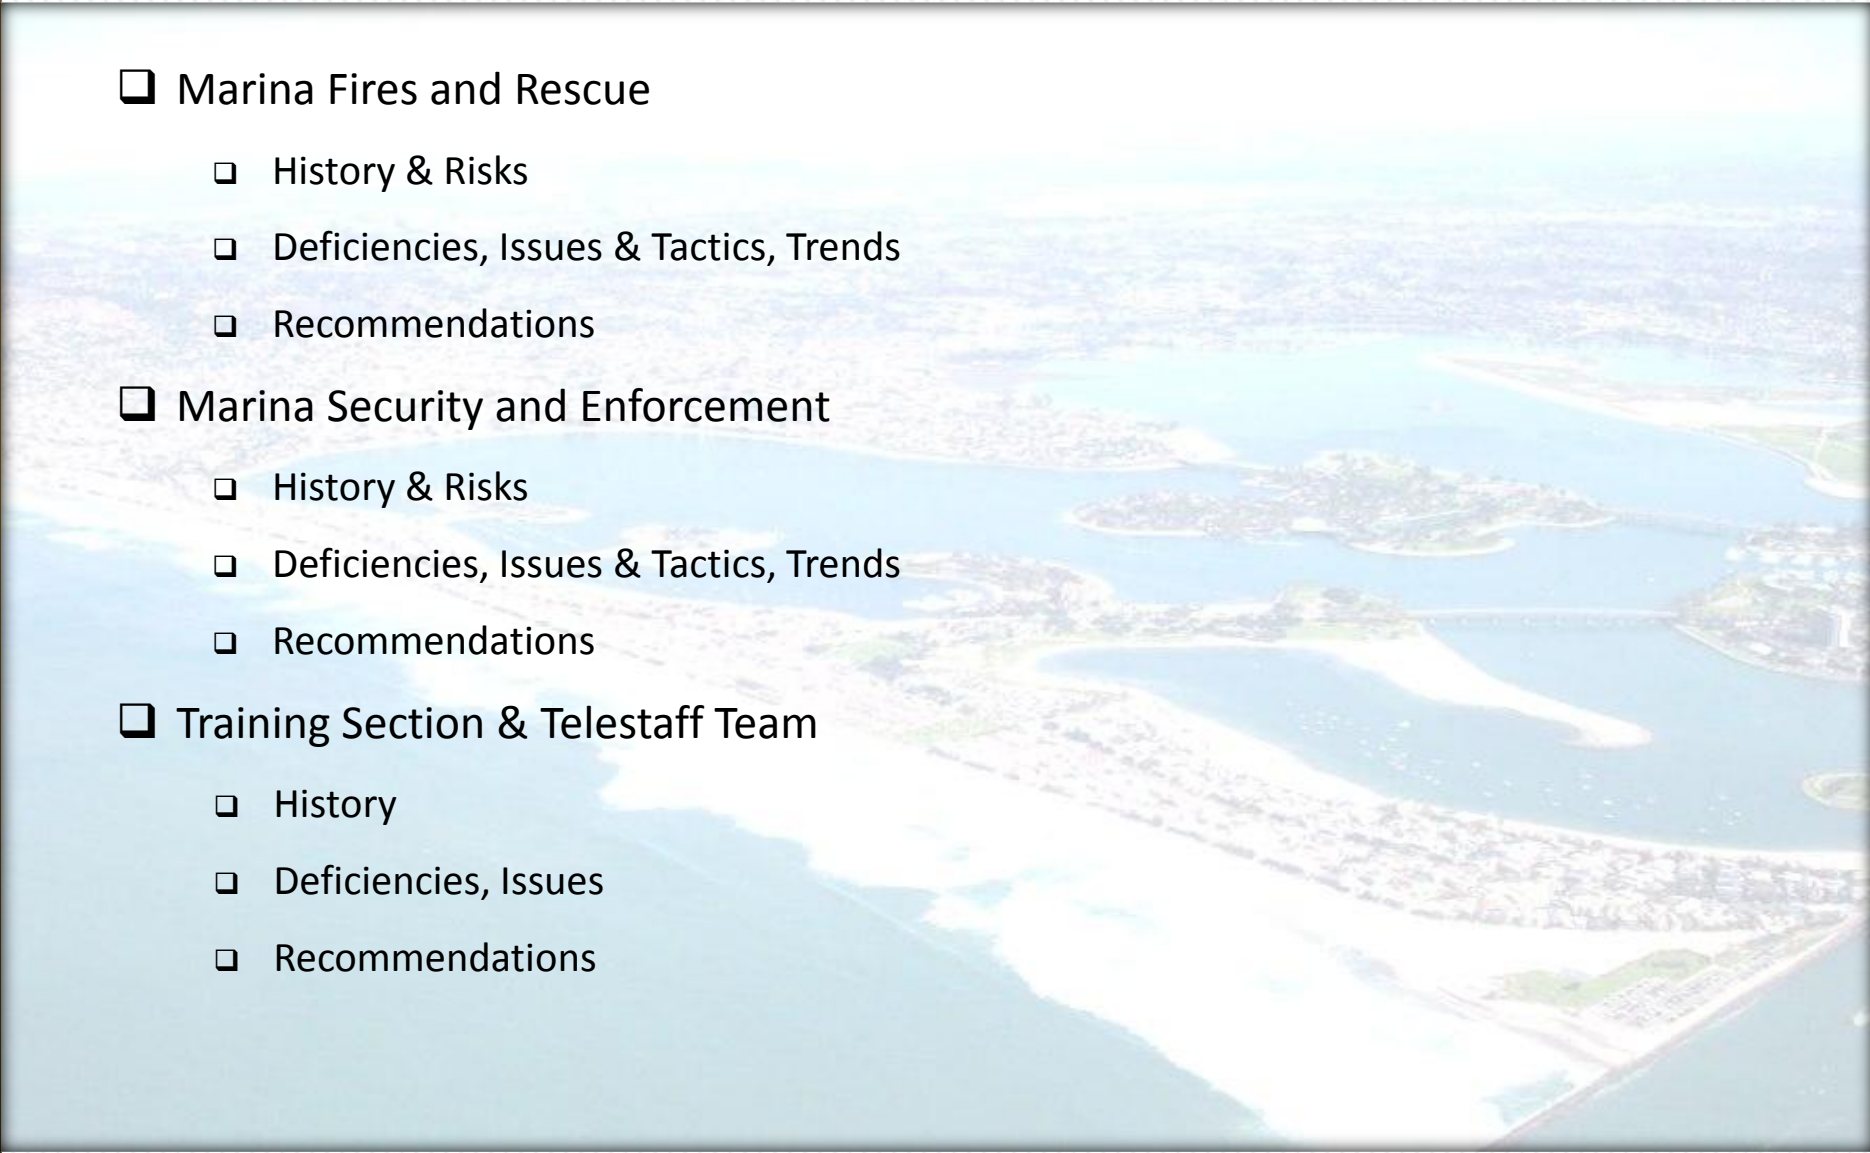 ❑ Marina Fires and Rescue
❑ History & Risks
❑ Deficiencies, Issues & Tactics, Trends
❑ Recommendations
❑ Marina Security and Enforcement
❑ History & Risks
❑ Deficiencies, Issues & Tactics, Trends
❑ Recommendations
❑ Training Section & Telestaff Team
❑ History
❑ Deficiencies, Issues
❑ Recommendations